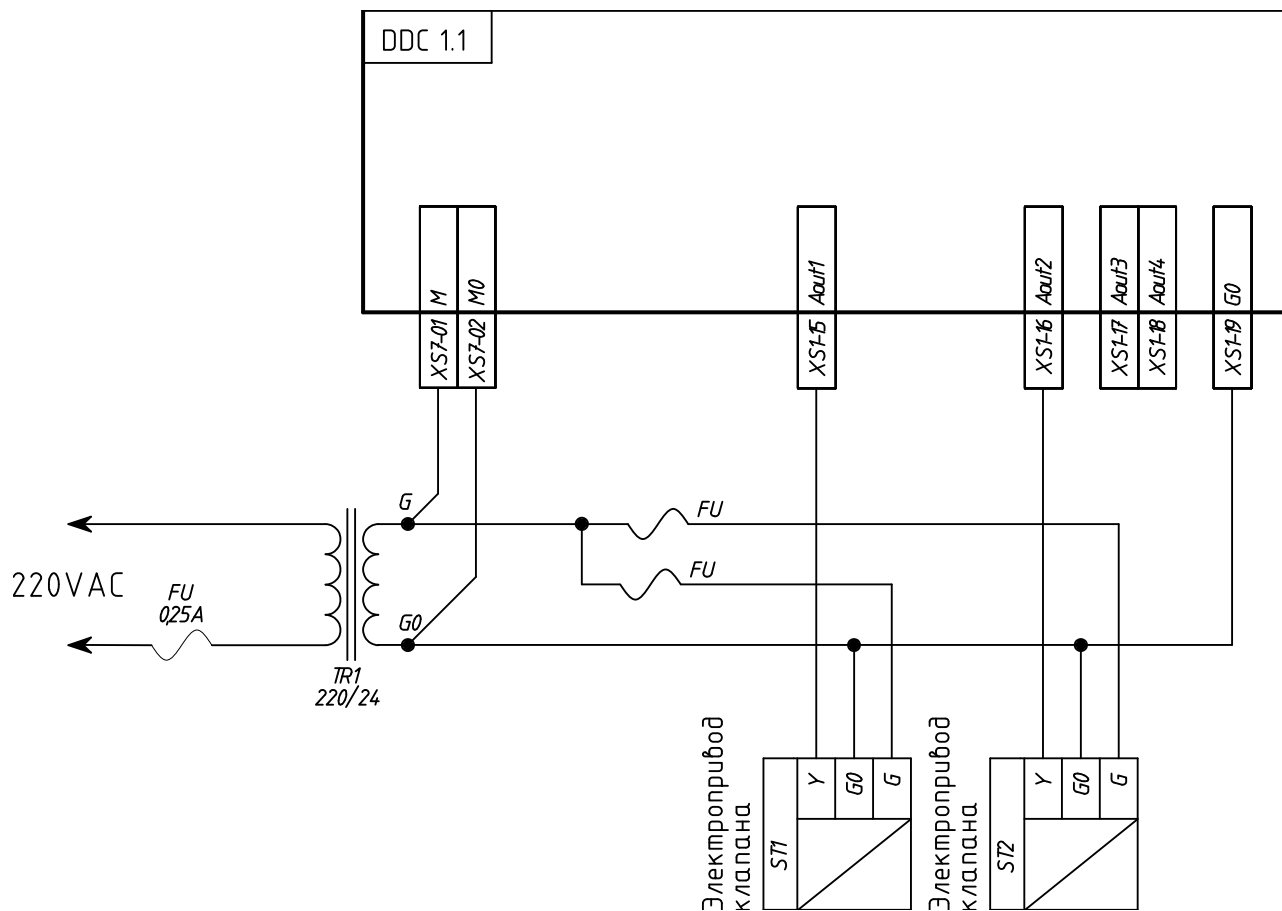 DDC 1.1
XS7-01 M
XS7-02 M0
XS1-15 Aout1
XS1-16 Aout2
XS1-17 Aout3
XS1-18 Aout4
XS1-19 G0
G
FU
220VAC
FU
0,25A
FU
G0
TR1
220/24
Электропривод
клапана
ST1
Y
G0
G
Электропривод
клапана
ST2
Y
G0
G